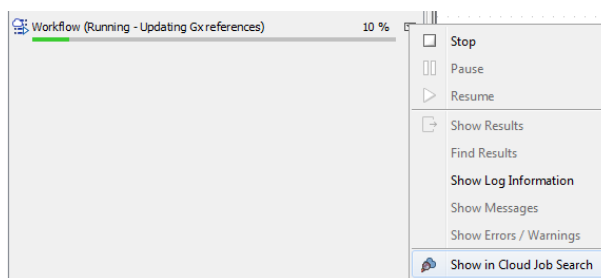 Workflow (Running - Updating Gx references) 10 %
Stop
Pause
Resume
Show Results
Find Results
Show Log Information
Show Messages
Show Errors / Warnings
Show in Cloud Job Search